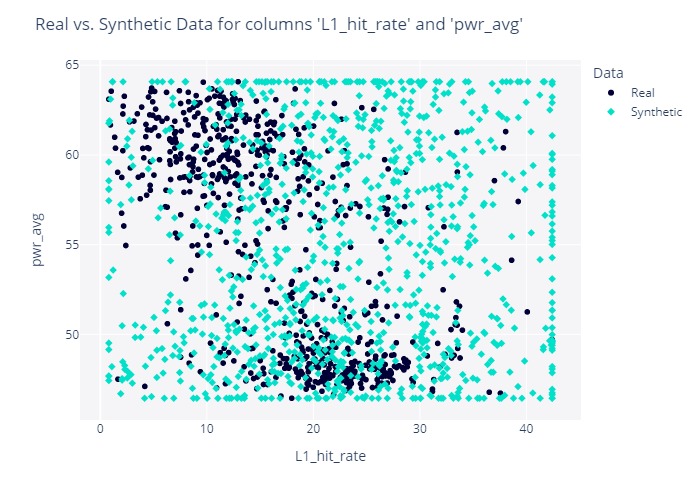 Real vs. Synthetic Data for columns 'L1_hit_rate' and 'pwr_avg'
Data
Real
Synthetic
pwr_avg
65
60
55
50
0 10 20 30 40
L1_hit_rate